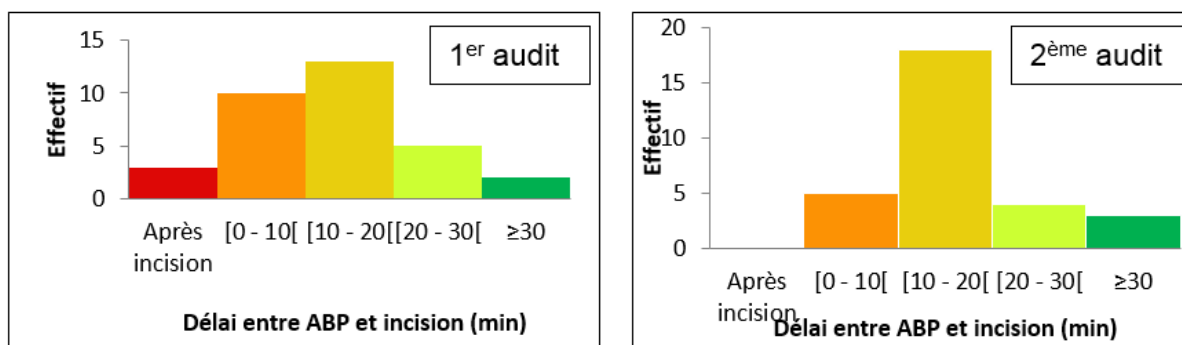 1er audit
Effectif
15
10
5
0
Après incision
[0 - 10[
[10 - 20[
[20 - 30[
≥30
Délai entre ABP et incision (min)
2ème audit
Effectif
20
15
10
5
0
Après incision
[0 - 10[
[10 - 20[
[20 - 30[
≥30
Délai entre ABP et incision (min)